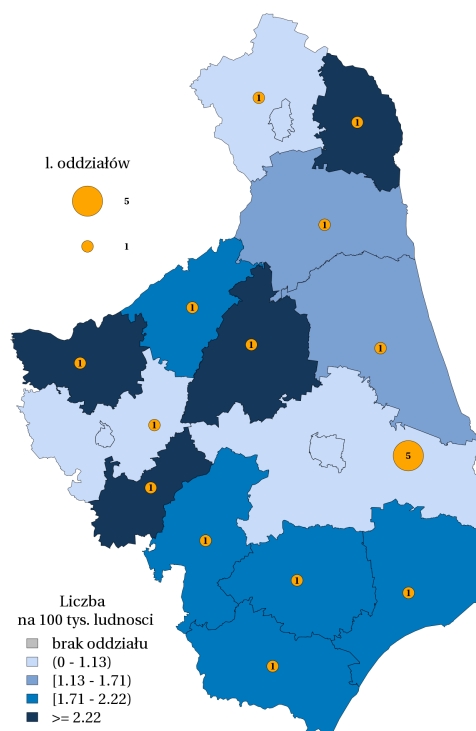 1
1
l. oddziałów
5
1
1
1
1
1
1
1
5
1
1
1
1
1
Liczba
na 100 tys. ludnosci
brak oddziału
(0 - 1.13)
[1.13 - 1.71)
[1.71 - 2.22)
>= 2.22